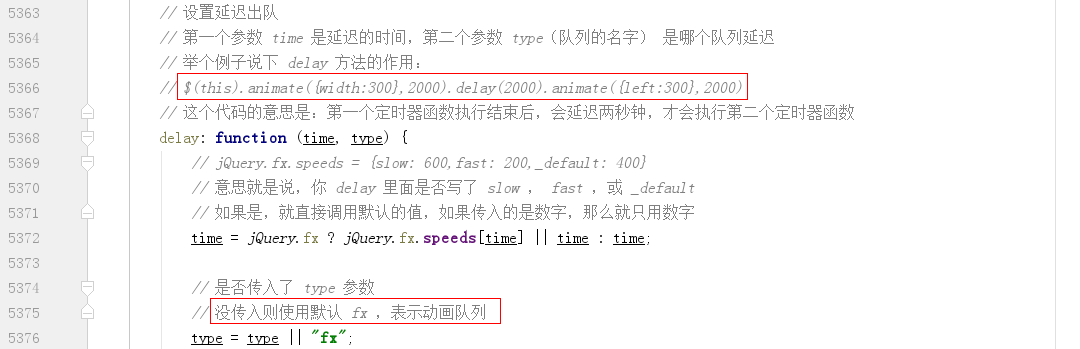 5363 // 设置延迟出队
5364 // 第一个参数 time 是延迟的时间，第二个参数 type（队列的名字） 是哪个队列延迟
5365 // 举个例子说下 delay 方法的作用：
5366 // $(this).animate({width:300},2000).delay(2000).animate({left:300},2000)
5367 // 这个代码的意思是：第一个定时器函数执行结束后，会延迟两秒钟，才会执行第二个定时器函数
5368 delay: function (time, type) {
5369 // jQuery.fx.speeds = {slow: 600,fast: 200,_default: 400}
5370 // 意思就是说，你 delay 里面是否写了 slow ， fast ，或 _default
5371 // 如果是，就直接调用默认的值，如果传入的是数字，那么就只用数字
5372 time = jQuery.fx ? jQuery.fx.speeds[time] || time : time;
5373
5374 // 是否传入了 type 参数
5375 // 没传入则使用默认 fx ，表示动画队列
5376 type = type || "fx";